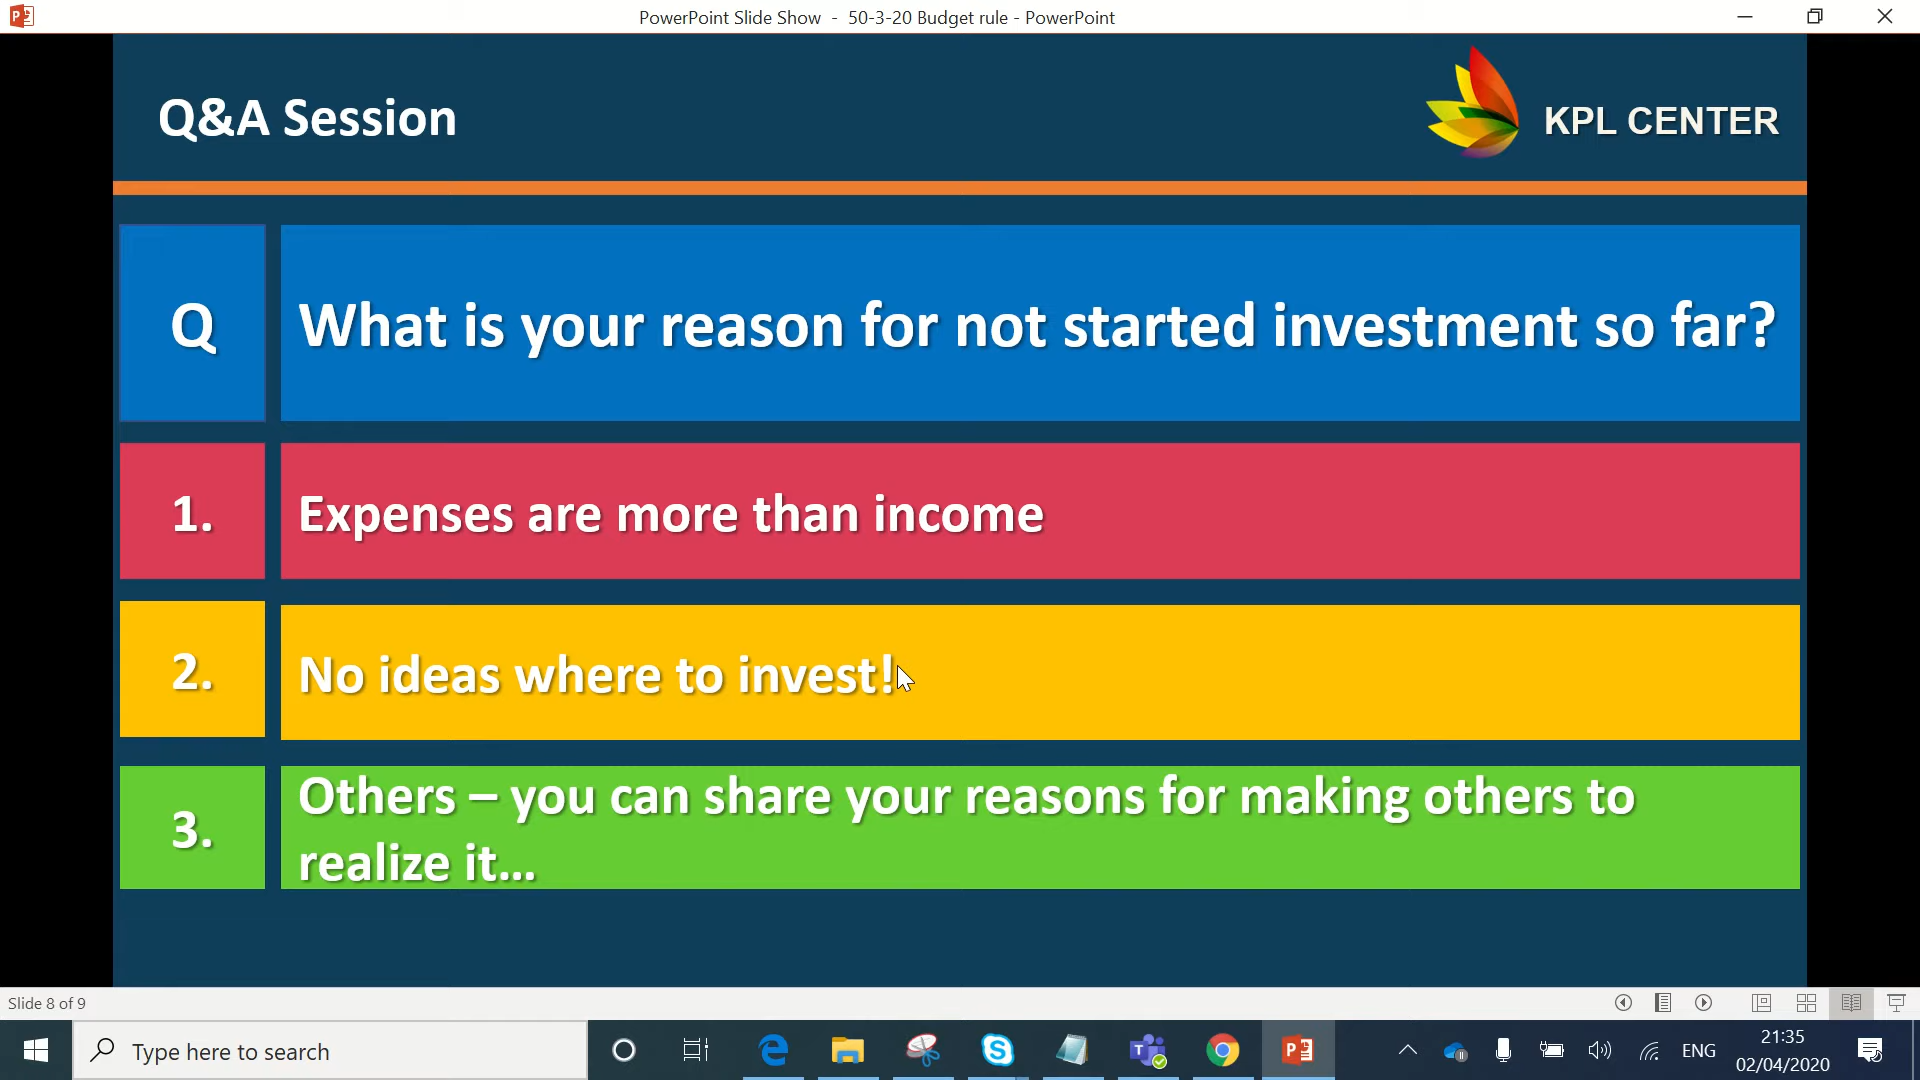 PowerPoint Slide Show - 50-3-20 Budget rule - PowerPoint
Q&A Session
KPL CENTER
Q
What is your reason for not started investment so far?
1.
Expenses are more than income
2.
No ideas where to invest!
3.
Others – you can share your reasons for making others to
realize it...
Slide 8 of 9
Type here to search
ENG
21:35
02/04/2020